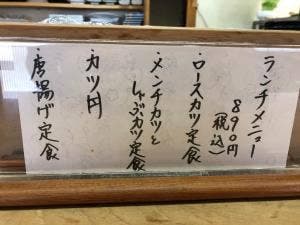 ランチメニュー
890円
(税込)
・ロースカツ定食
・メンチカツと
しゃぶカツ定食
・カツ丼
・唐揚げ定食